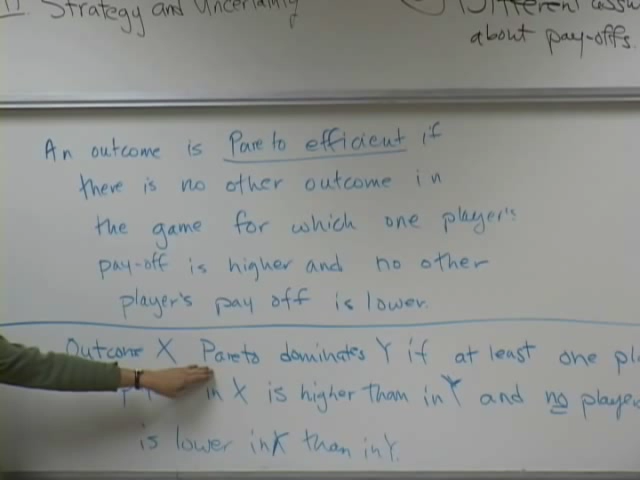 Strategy and Uncertainty
Different
about pay-offs.
An outcome is Pareto efficient if
there is no other outcome in
the game for which one player's
pay-off is higher and no other
player's pay off is lower.
Outcome X Pareto dominates Y if at least one
in X is higher than in Y and no
is lower in X than in Y.